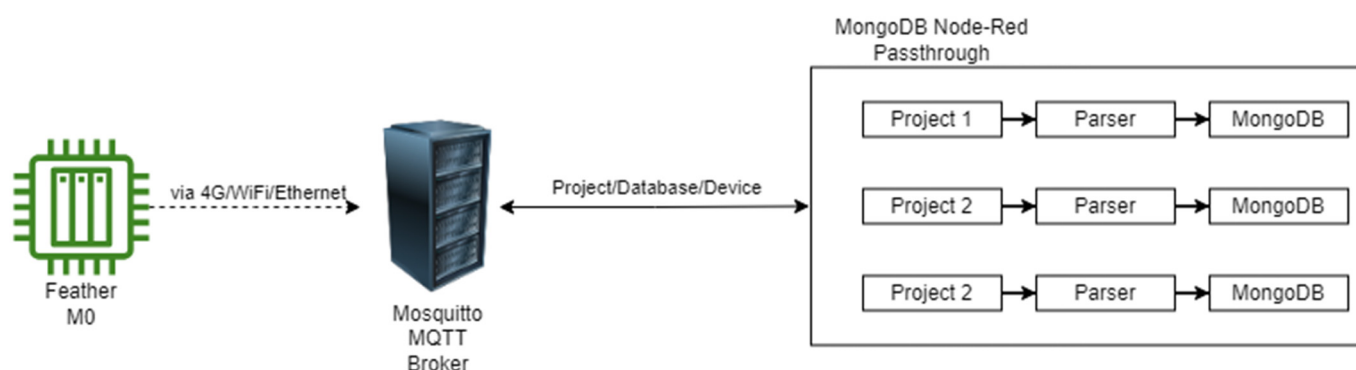 MongoDB Node-Red
Passthrough
Project 1
Parser
MongoDB
via 4G/WiFi/Ethernet
Project/Database/Device
Project 2
Parser
MongoDB
Project 2
Parser
MongoDB
Feather
M0
Mosquitto
MQTT
Broker